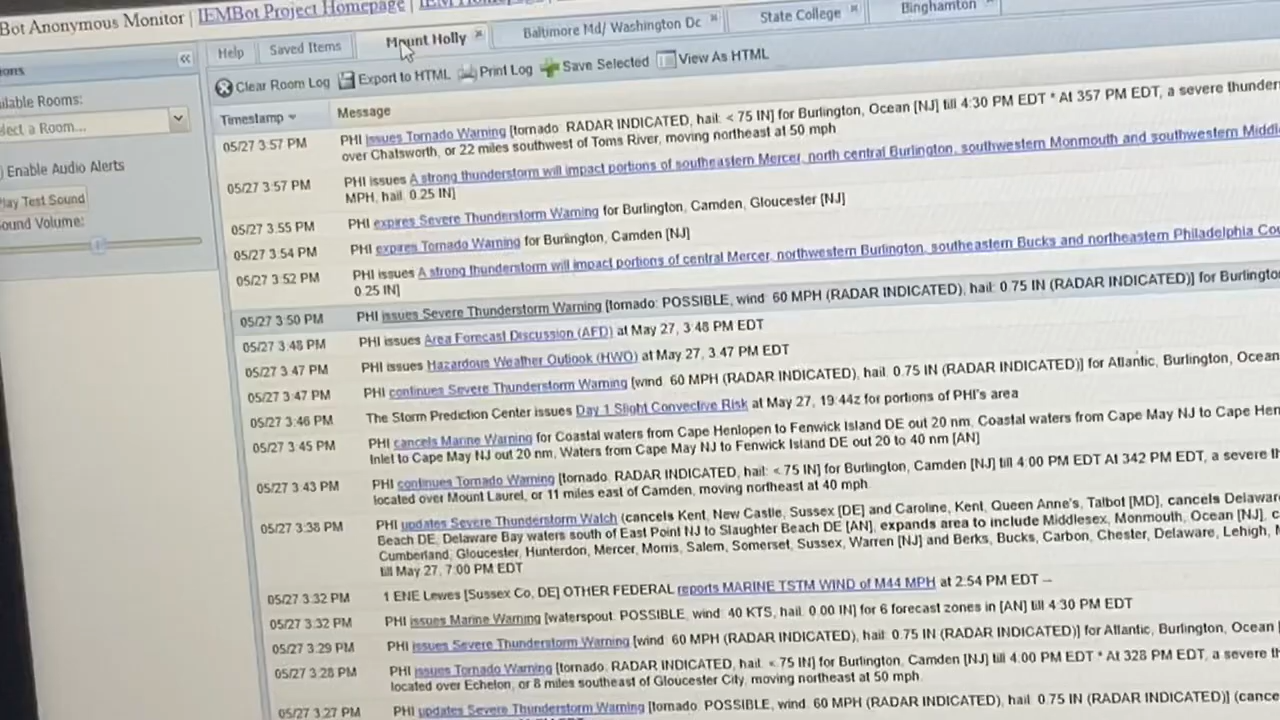 Bot Anonymous Monitor | IEMBot Project Homepage |
Help Saved Items Mount Holly Baltimore Md/ Washington Dc State College Binghamton
Clear Room Log Export to HTML Print Log Save Selected View As HTML
ilable Rooms:
lect a Room...
Enable Audio Alerts
Play Test Sound
ound Volume:
Timestamp Message
05/27 3:57 PM PHI issues Tornado Warning [tornado: RADAR INDICATED, hail: <.75 IN] for Burlington, Ocean [NJ] till 4:30 PM EDT * At 357 PM EDT, a severe thunder
over Chatsworth, or 22 miles southwest of Toms River, moving northeast at 50 mph.
05/27 3:57 PM PHI issues A strong thunderstorm will impact portions of southeastern Mercer, north central Burlington, southwestern Monmouth and southwestern Middl
MPH, hail: 0.25 IN]
05/27 3:55 PM PHI expires Severe Thunderstorm Warning for Burlington, Camden, Gloucester [NJ]
05/27 3:54 PM PHI expires Tornado Warning for Burlington, Camden [NJ]
05/27 3:52 PM PHI issues A strong thunderstorm will impact portions of central Mercer, northwestern Burlington, southeastern Bucks and northeastern Philadelphia Cou
0.25 IN]
05/27 3:50 PM PHI issues Severe Thunderstorm Warning [tornado: POSSIBLE, wind: 60 MPH (RADAR INDICATED), hail: 0.75 IN (RADAR INDICATED)] for Burlingto
05/27 3:48 PM PHI issues Area Forecast Discussion (AFD) at May 27, 3:48 PM EDT
05/27 3:47 PM PHI issues Hazardous Weather Outlook (HWO) at May 27, 3:47 PM EDT
05/27 3:47 PM PHI continues Severe Thunderstorm Warning [wind: 60 MPH (RADAR INDICATED), hail: 0.75 IN (RADAR INDICATED)] for Atlantic, Burlington, Ocean
05/27 3:46 PM The Storm Prediction Center issues Day 1 Slight Convective Risk at May 27, 19:44z for portions of PHI's area
05/27 3:45 PM PHI cancels Marine Warning for Coastal waters from Cape Henlopen to Fenwick Island DE out 20 nm, Coastal waters from Cape May NJ to Cape Hen
Inlet to Cape May NJ out 20 nm, Waters from Cape May NJ to Fenwick Island DE out 20 to 40 nm [AN]
05/27 3:43 PM PHI continues Tornado Warning [tornado: RADAR INDICATED, hail: <.75 IN] for Burlington, Camden [NJ] till 4:00 PM EDT At 342 PM EDT, a severe th
located over Mount Laurel, or 11 miles east of Camden, moving northeast at 40 mph.
05/27 3:38 PM PHI updates Severe Thunderstorm Watch (cancels Kent, New Castle, Sussex [DE] and Caroline, Kent, Queen Anne's, Talbot [MD], cancels Delawar
Beach DE, Delaware Bay waters south of East Point NJ to Slaughter Beach DE [AN], expands area to include Middlesex, Monmouth, Ocean [NJ], c
Cumberland, Gloucester, Hunterdon, Mercer, Morris, Salem, Somerset, Sussex, Warren [NJ] and Berks, Bucks, Carbon, Chester, Delaware, Lehigh,
till May 27, 7:00 PM EDT
05/27 3:32 PM 1 ENE Lewes [Sussex Co, DE] OTHER FEDERAL reports MARINE TSTM WIND of M44 MPH at 2:54 PM EDT --
05/27 3:32 PM PHI issues Marine Warning [waterspout: POSSIBLE, wind: 40 KTS, hail: 0.00 IN] for 6 forecast zones in [AN] till 4:30 PM EDT
05/27 3:29 PM PHI issues Severe Thunderstorm Warning [wind: 60 MPH (RADAR INDICATED), hail: 0.75 IN (RADAR INDICATED)] for Atlantic, Burlington, Ocean
05/27 3:28 PM PHI issues Tornado Warning [tornado: RADAR INDICATED, hail: <.75 IN] for Burlington, Camden [NJ] till 4:00 PM EDT * At 328 PM EDT, a severe th
located over Echelon, or 8 miles southeast of Gloucester City, moving northeast at 50 mph.
05/27 3:27 PM PHI updates Severe Thunderstorm Warning [tornado: POSSIBLE, wind: 60 MPH (RADAR INDICATED), hail: 0.75 IN (RADAR INDICATED)] (cance